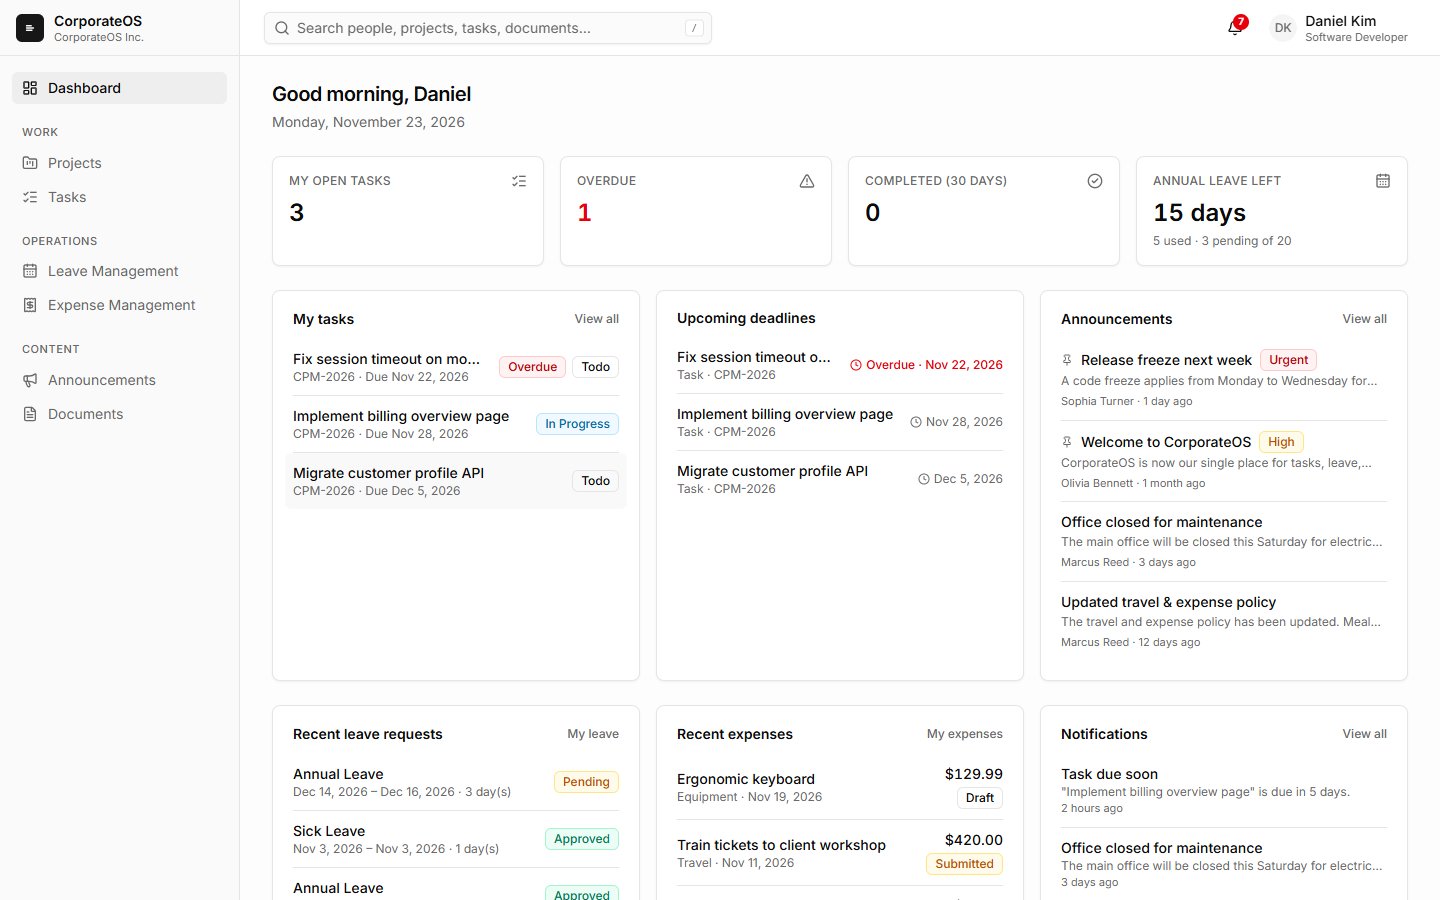 CorporateOS
CorporateOS Inc.
Search people, projects, tasks, documents...
/
7
DK
Daniel Kim
Software Developer
Dashboard
WORK
Projects
Tasks
OPERATIONS
Leave Management
Expense Management
CONTENT
Announcements
Documents
Good morning, Daniel
Monday, November 23, 2026
MY OPEN TASKS
3
OVERDUE
1
COMPLETED (30 DAYS)
0
ANNUAL LEAVE LEFT
15 days
5 used · 3 pending of 20
My tasks
View all
Fix session timeout on mo...
CPM-2026 · Due Nov 22, 2026
Overdue
Todo
Implement billing overview page
CPM-2026 · Due Nov 28, 2026
In Progress
Migrate customer profile API
CPM-2026 · Due Dec 5, 2026
Todo
Upcoming deadlines
Fix session timeout o...
Task · CPM-2026
Overdue · Nov 22, 2026
Implement billing overview page
Task · CPM-2026
Nov 28, 2026
Migrate customer profile API
Task · CPM-2026
Dec 5, 2026
Announcements
View all
Release freeze next week
Urgent
A code freeze applies from Monday to Wednesday for...
Sophia Turner · 1 day ago
Welcome to CorporateOS
High
CorporateOS is now our single place for tasks, leave,...
Olivia Bennett · 1 month ago
Office closed for maintenance
The main office will be closed this Saturday for electric...
Marcus Reed · 3 days ago
Updated travel & expense policy
The travel and expense policy has been updated. Meal...
Marcus Reed · 12 days ago
Recent leave requests
My leave
Annual Leave
Dec 14, 2026 – Dec 16, 2026 · 3 day(s)
Pending
Sick Leave
Nov 3, 2026 – Nov 3, 2026 · 1 day(s)
Approved
Annual Leave
Approved
Recent expenses
My expenses
Ergonomic keyboard
Equipment · Nov 19, 2026
$129.99
Draft
Train tickets to client workshop
Travel · Nov 11, 2026
$420.00
Submitted
Notifications
View all
Task due soon
"Implement billing overview page" is due in 5 days.
2 hours ago
Office closed for maintenance
The main office will be closed this Saturday for electric...
3 days ago